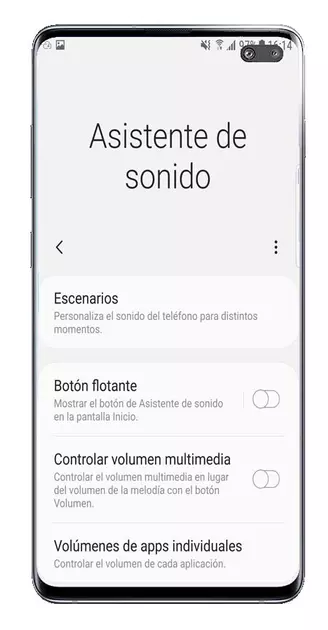 97% 16:14
Asistente de
sonido
Escenarios
Personaliza el sonido del teléfono para distintos
momentos.
Botón flotante
Mostrar el botón de Asistente de sonido
en la pantalla Inicio.
Controlar volumen multimedia
Controlar el volumen multimedia en lugar
del volumen de la melodía con el botón
Volumen.
Volúmenes de apps individuales
Controlar el volumen de cada aplicación.